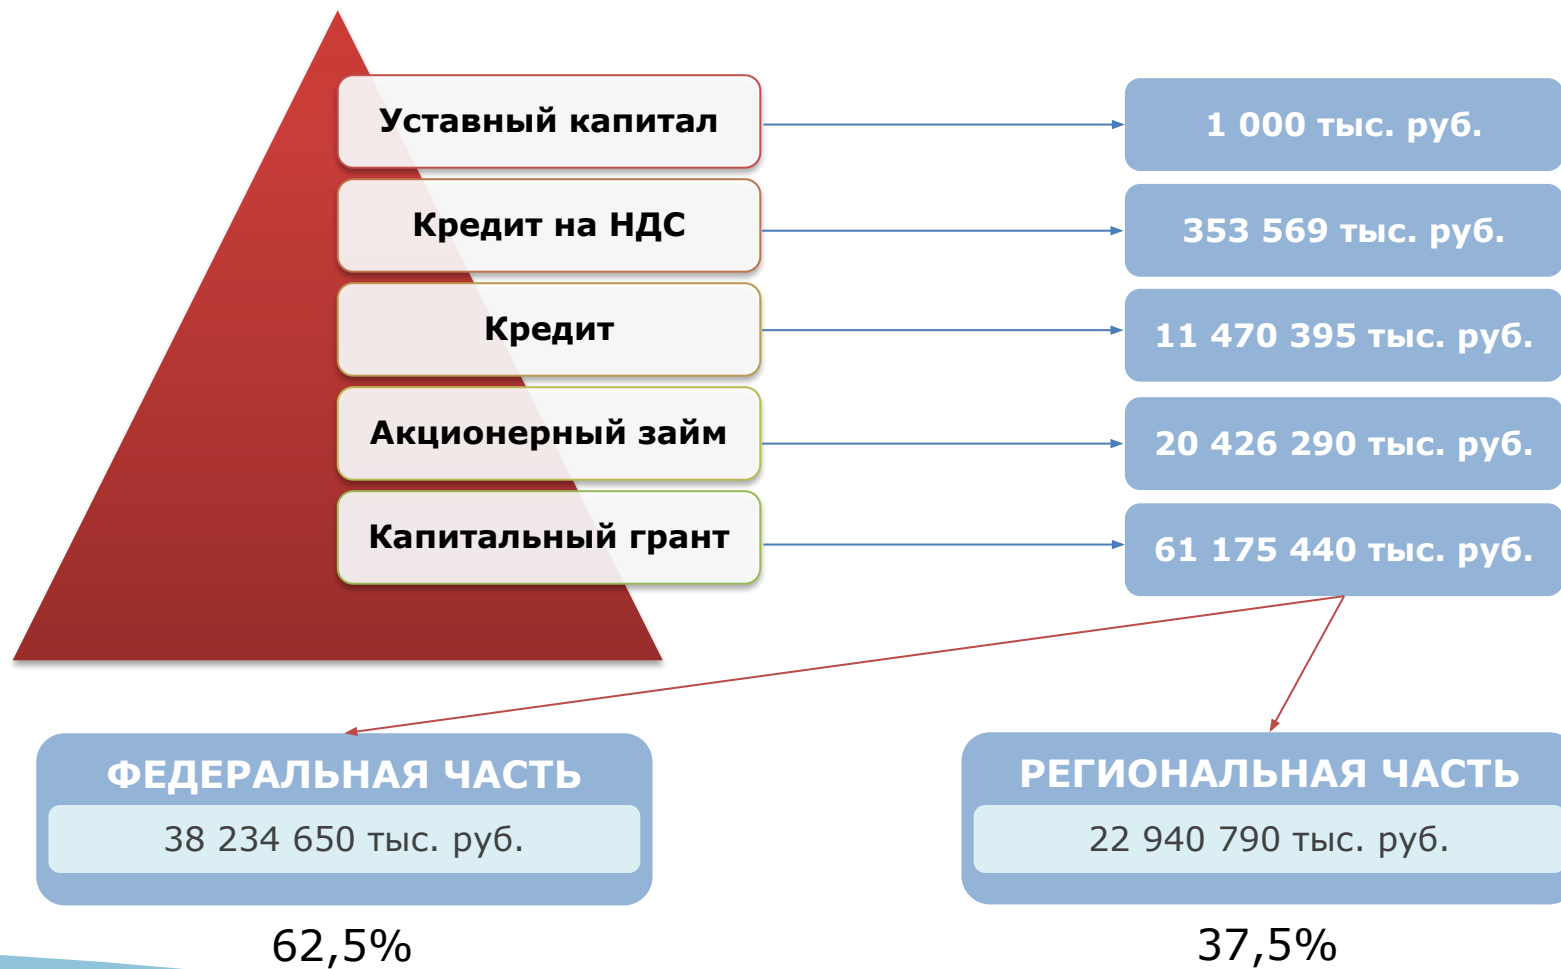 Уставный капитал
1 000 тыс. руб.
Кредит на НДС
353 569 тыс. руб.
Кредит
11 470 395 тыс. руб.
Акционерный займ
20 426 290 тыс. руб.
Капитальный грант
61 175 440 тыс. руб.
ФЕДЕРАЛЬНАЯ ЧАСТЬ
38 234 650 тыс. руб.
62,5%
РЕГИОНАЛЬНАЯ ЧАСТЬ
22 940 790 тыс. руб.
37,5%